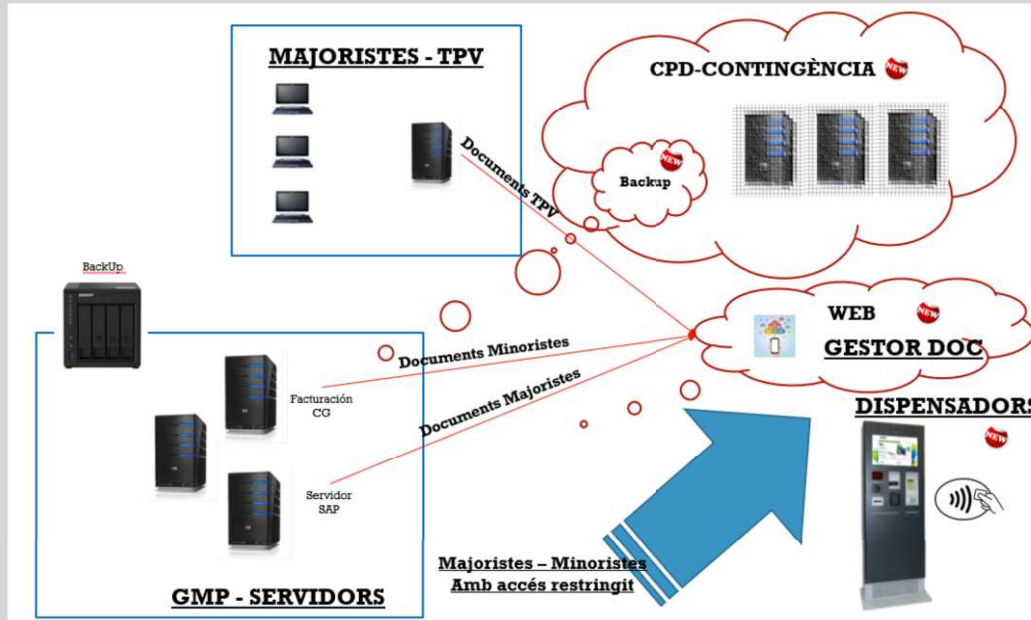 MAJORISTES - TPV
CPD-CONTINGÈNCIA NEW
NEW
Backup
Documents TPV
BackUp
WEB NEW
GESTOR DOC
Documents Minoristes
Facturación
CG
Documents Majoristes
DISPENSADORS
NEW
Servidor
SAP
Majoristes – Minoristes
Amb accés restringit
GMP - SERVIDORS